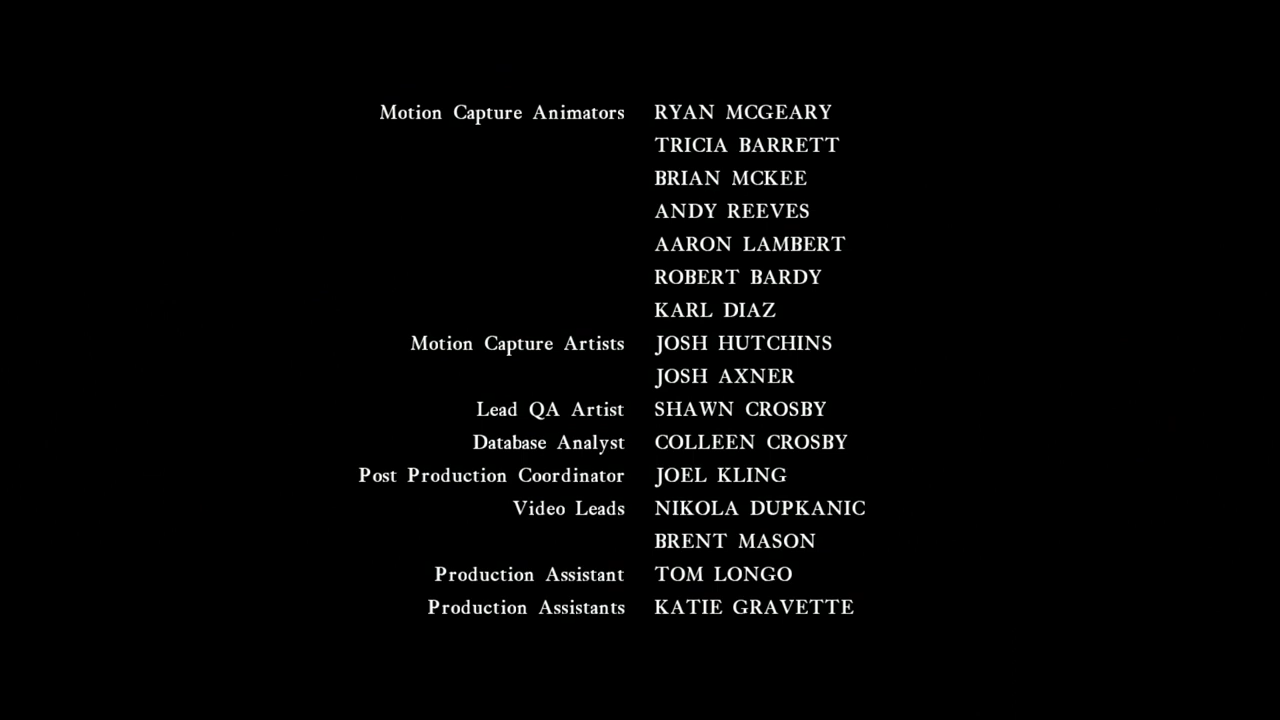 Motion Capture Animators RYAN MCGEARY
TRICIA BARRETT
BRIAN MCKEE
ANDY REEVES
AARON LAMBERT
ROBERT BARDY
KARL DIAZ
Motion Capture Artists JOSH HUTCHINS
JOSH AXNER
Lead QA Artist SHAWN CROSBY
Database Analyst COLLEEN CROSBY
Post Production Coordinator JOEL KLING
Video Leads NIKOLA DUPKANIC
BRENT MASON
Production Assistant TOM LONGO
Production Assistants KATIE GRAVETTE